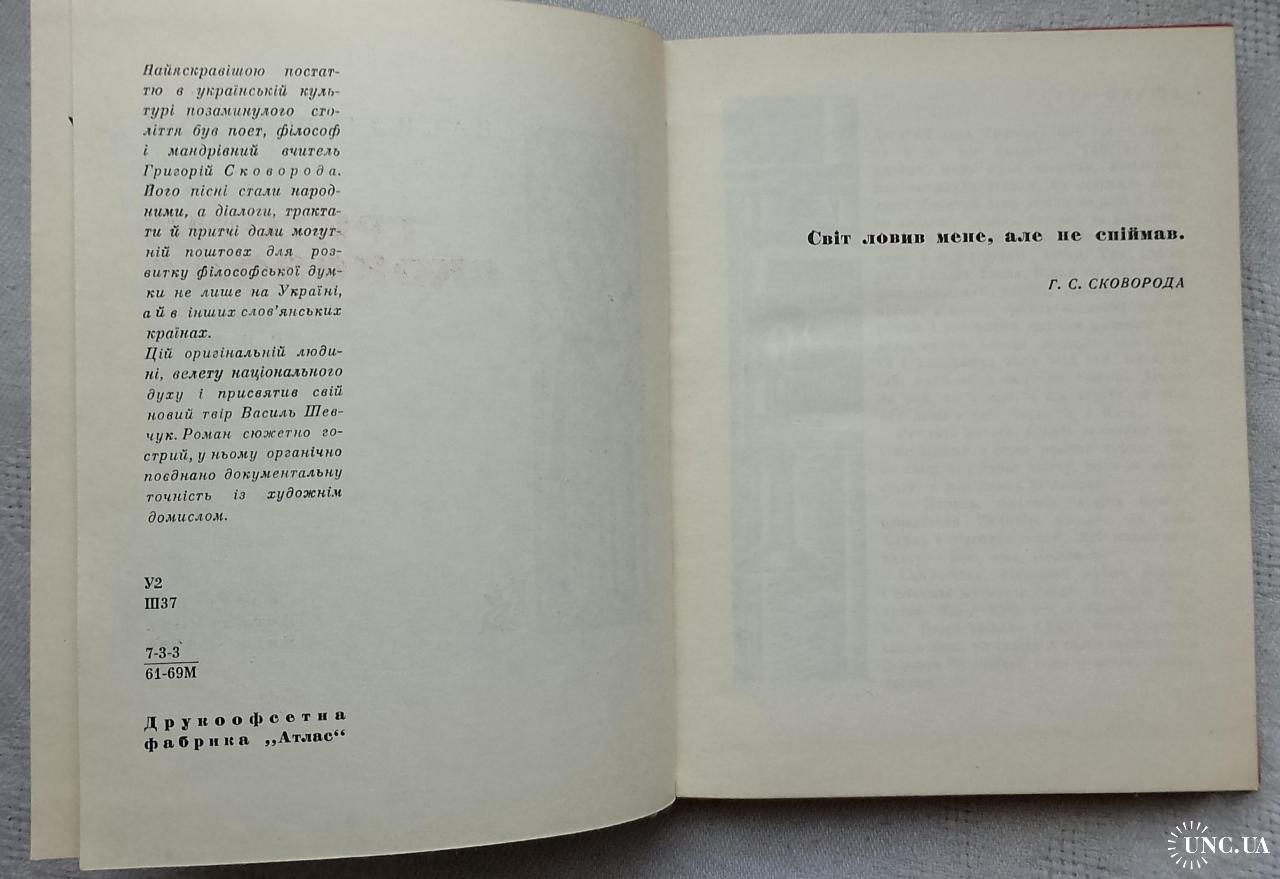 Найяскравішою постат-
тю в українській куль-
турі позаминулого сто-
ліття був поет, філософ
і мандрівний вчитель
Григорій Сковорода.
Його пісні стали народ-
ними, а діалоги, тракта-
ти й притчі дали могут-
ній поштовх для роз-
витку філософської дум-
ки не лише на Україні,
а й в інших слов'янських
країнах.
Цій оригінальній люди-
ні, велету національного
духу і присвятив свій
новий твір Василь Шев-
чук. Роман сюжетно го-
стрий, у ньому органічно
поєднано документальну
точність із художнім
домислом.
У2
Ш37
7-3-3
61-69М
Друкоофсетна
фабрика „Атлас“
Світ ловив мене, але не спіймав.
Г. С. СКОВОРОДА
UNC.UA